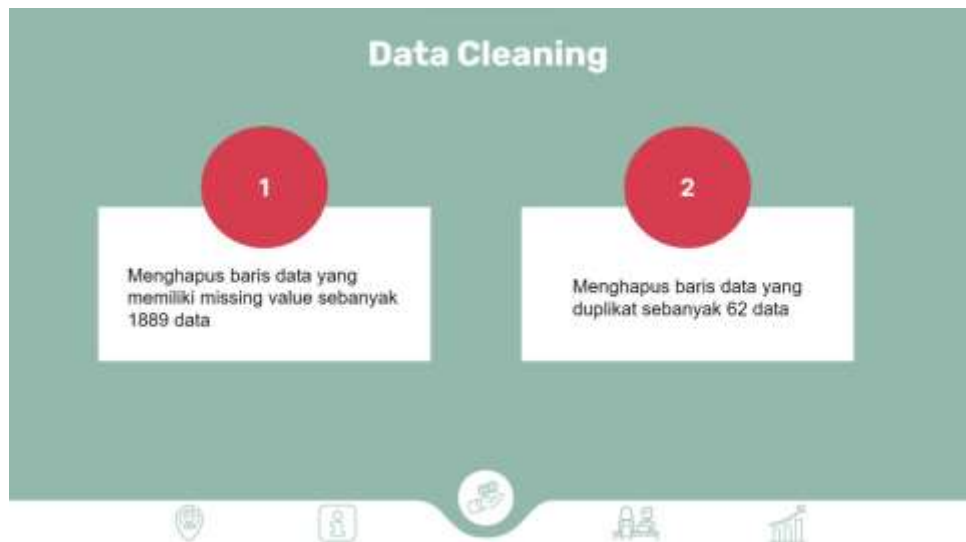 Data Cleaning
1
Menghapus baris data yang
memiliki missing value sebanyak
1889 data
2
Menghapus baris data yang
duplikat sebanyak 62 data